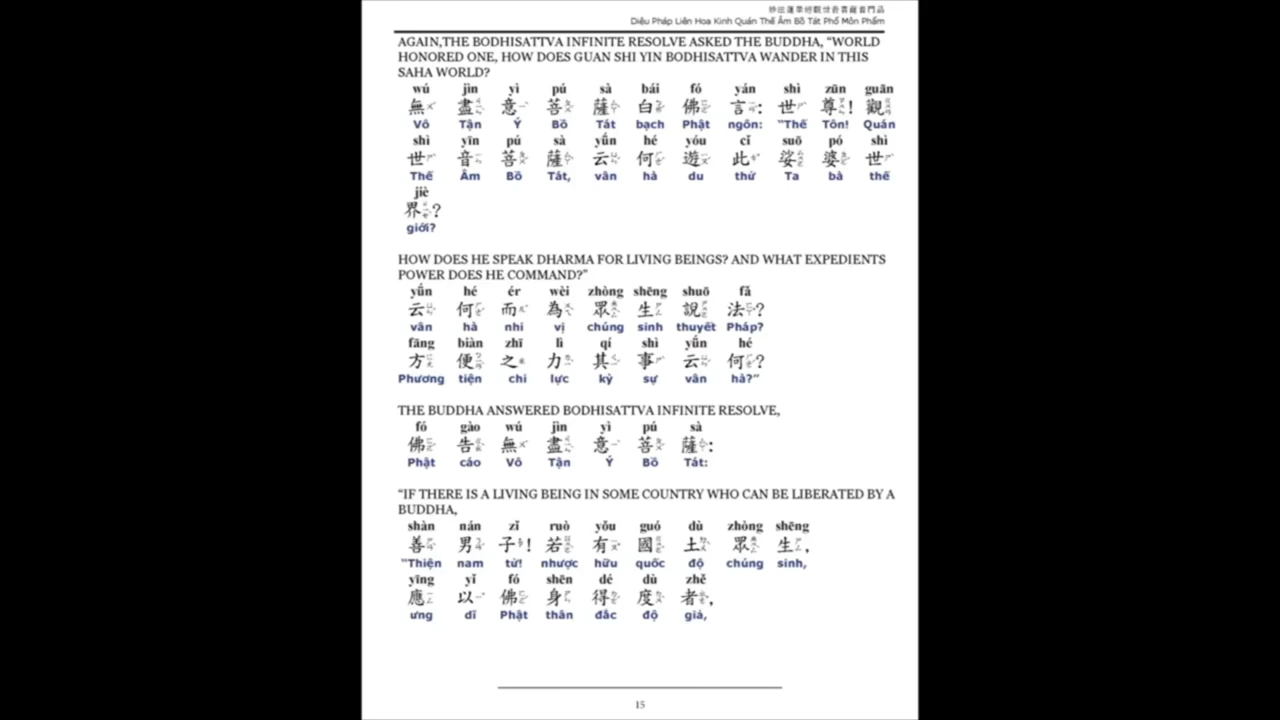 妙法蓮華經觀世音菩薩普門品
Diệu Pháp Liên Hoa Kinh Quán Thế Âm Bồ Tát Phổ Môn Phẩm
AGAIN,THE BODHISATTVA INFINITE RESOLVE ASKED THE BUDDHA, “WORLD
HONORED ONE, HOW DOES GUAN SHI YIN BODHISATTVA WANDER IN THIS
SAHA WORLD?
wú jìn yì pú sà bái fó yán shì zūn guān
無 盡 意 菩 薩 白 佛 言: 世 尊! 觀
Vô Tận Ý Bồ Tát bạch Phật ngôn: “Thế Tôn! Quán
shì yīn pú sà yǘn hé yóu cǐ suō pó shì
世 音 菩 薩 云 何 遊 此 娑 婆 世
Thế Âm Bồ Tát, vân hà du thử Ta bà thế
jiè
界?
giới?
HOW DOES HE SPEAK DHARMA FOR LIVING BEINGS? AND WHAT EXPEDIENTS
POWER DOES HE COMMAND?”
yǘn hé ér wèi zhòng shēng shuō fǎ
云 何 而 為 眾 生 說 法?
vân hà nhi vị chúng sinh thuyết Pháp?
fāng biàn zhī lì qí shì yǘn hé
方 便 之 力 其 事 云 何?
Phương tiện chi lực kỳ sự vân hà?”
THE BUDDHA ANSWERED BODHISATTVA INFINITE RESOLVE,
fó gào wú jìn yì pú sà
佛 告 無 盡 意 菩 薩:
Phật cáo Vô Tận Ý Bồ Tát:
“IF THERE IS A LIVING BEING IN SOME COUNTRY WHO CAN BE LIBERATED BY A
BUDDHA,
shàn nán zǐ ruò yǒu guó dù zhòng shēng
善 男 子! 若 有 國 土 眾 生,
“Thiện nam tử! nhược hữu quốc độ chúng sinh,
yīng yǐ fó shēn dé dù zhě
應 以 佛 身 得 度 者,
ưng dĩ Phật thân đắc độ giả,
15